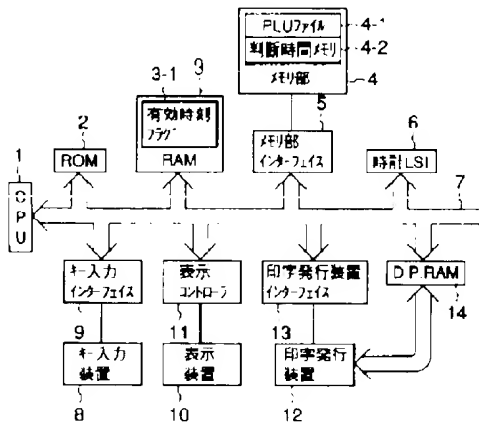 PLUファイル
4-1
判断時間メモリ
4-2
メモリ部
4
3-1
3
有効時刻
フラグ
RAM
5
メモリ部
インターフェイス
2
ROM
6
時計LSI
1
CPU
7
キー入力
インターフェイス
9
表示
コントローラ
11
印字発行装置
インターフェイス
13
D.P.RAM
14
キー入力
装置
8
表示
装置
10
印字発行
装置
12